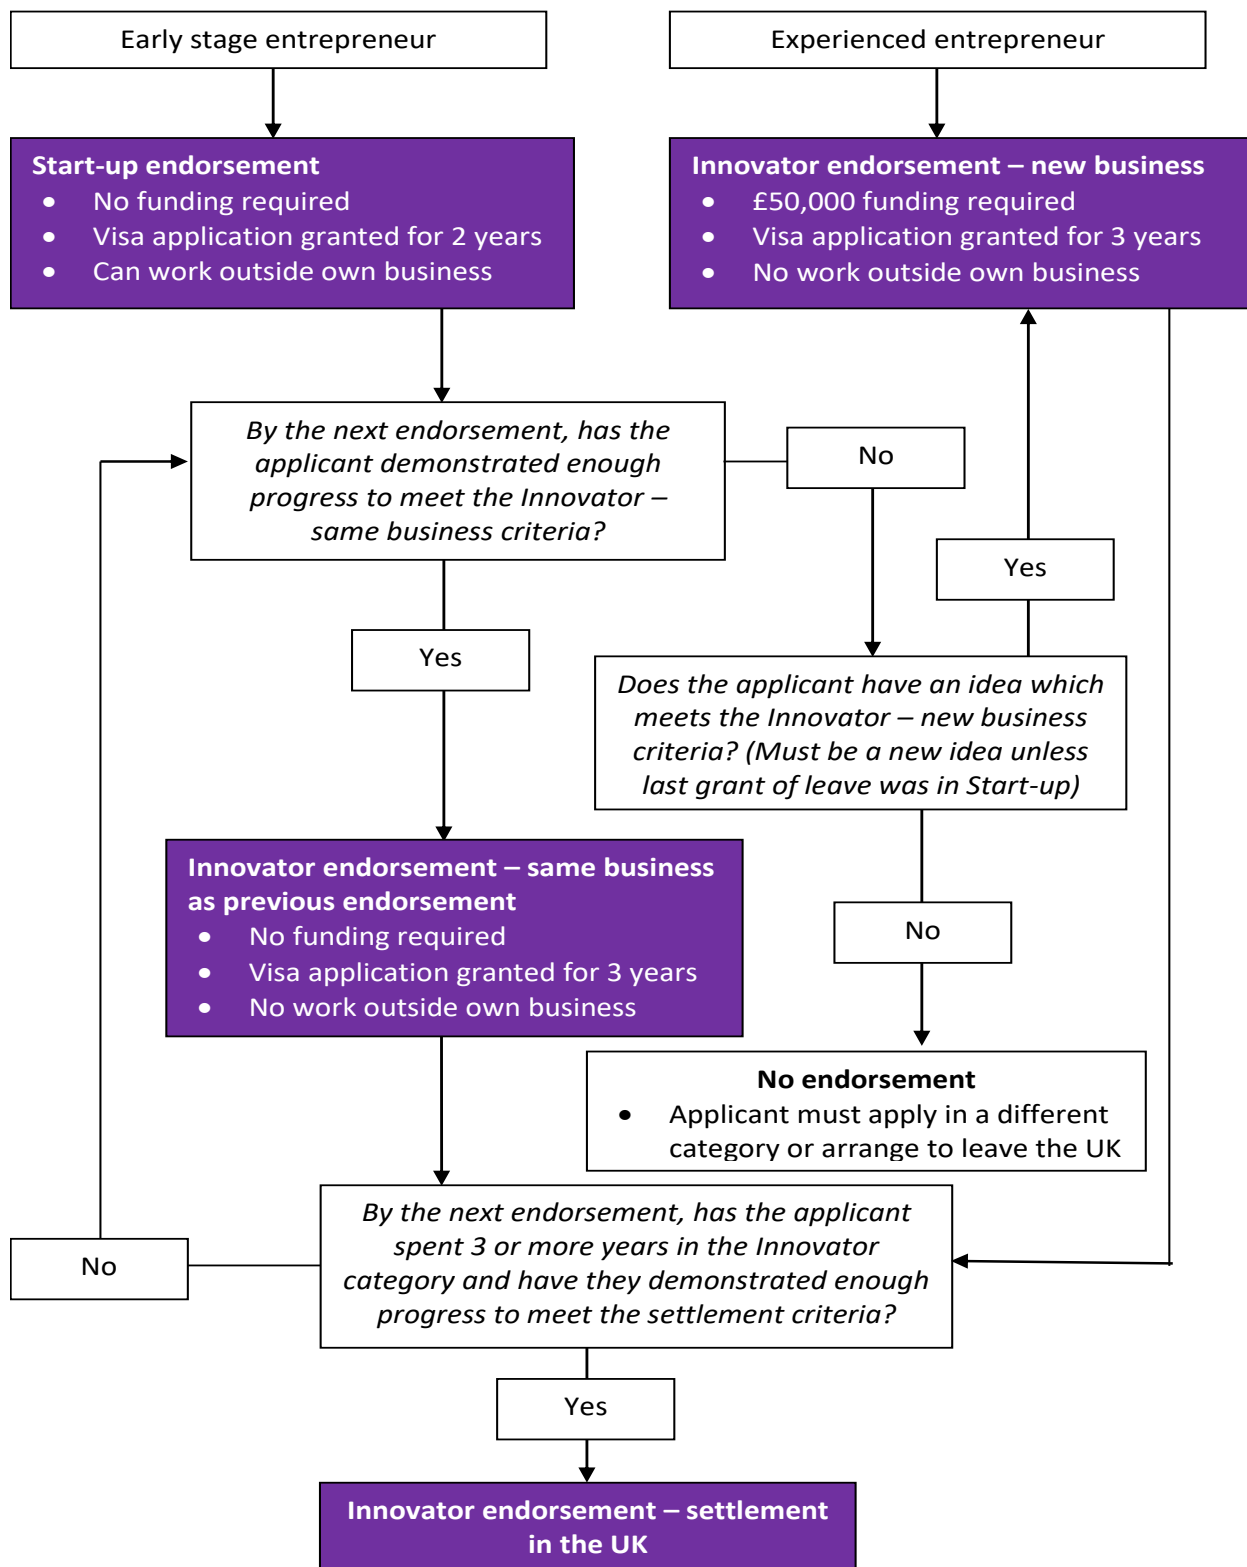 Early stage entrepreneur
Experienced entrepreneur
Start-up endorsement
• No funding required
• Visa application granted for 2 years
• Can work outside own business
Innovator endorsement – new business
• £50,000 funding required
• Visa application granted for 3 years
• No work outside own business
By the next endorsement, has the
applicant demonstrated enough
progress to meet the Innovator –
same business criteria?
No
Yes
Yes
Does the applicant have an idea which
meets the Innovator – new business
criteria? (Must be a new idea unless
last grant of leave was in Start-up)
Innovator endorsement – same business
as previous endorsement
• No funding required
• Visa application granted for 3 years
• No work outside own business
No
No endorsement
• Applicant must apply in a different
category or arrange to leave the UK
By the next endorsement, has the applicant
spent 3 or more years in the Innovator
category and have they demonstrated enough
progress to meet the settlement criteria?
No
Yes
Innovator endorsement – settlement
in the UK